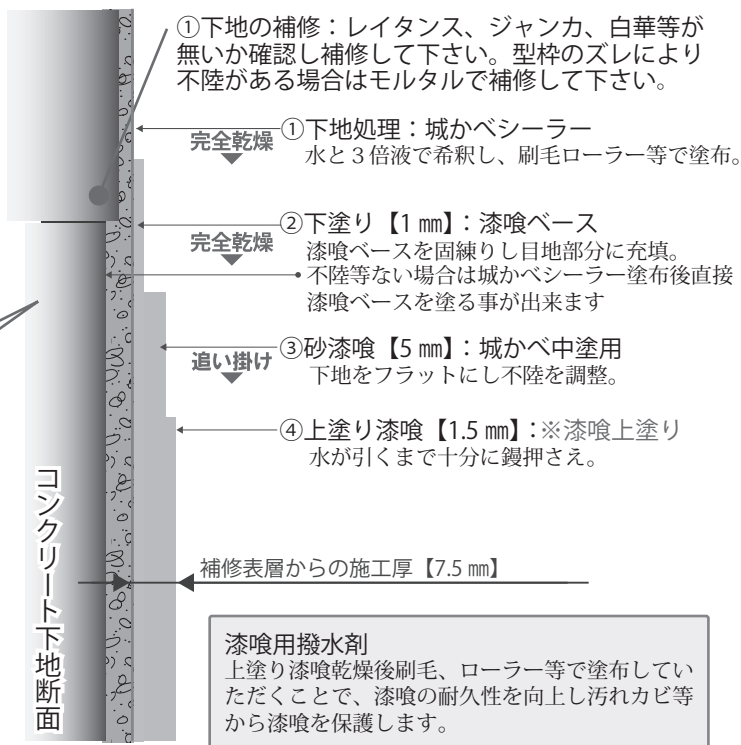 ①下地の補修：レイタンス、ジャンカ、白華等が
無いか確認し補修して下さい。型枠のズレにより
不陸がある場合はモルタルで補修して下さい。
①下地処理：城かべシーラー
水と３倍液で希釈し、刷毛ローラー等で塗布。
完全乾燥
②下塗り【1 ㎜】：漆喰ベース
漆喰ベースを固練りし目地部分に充填。
不陸等ない場合は城かべシーラー塗布後直接
漆喰ベースを塗る事が出来ます
完全乾燥
③砂漆喰【5 ㎜】：城かべ中塗用
下地をフラットにし不陸を調整。
追い掛け
④上塗り漆喰【1.5 ㎜】：※漆喰上塗り
水が引くまで十分に鏝押さえ。
コンクリート下地断面
補修表層からの施工厚【7.5 ㎜】
漆喰用撥水剤
上塗り漆喰乾燥後刷毛、ローラー等で塗布してい
ただくことで、漆喰の耐久性を向上し汚れカビ等
から漆喰を保護します。